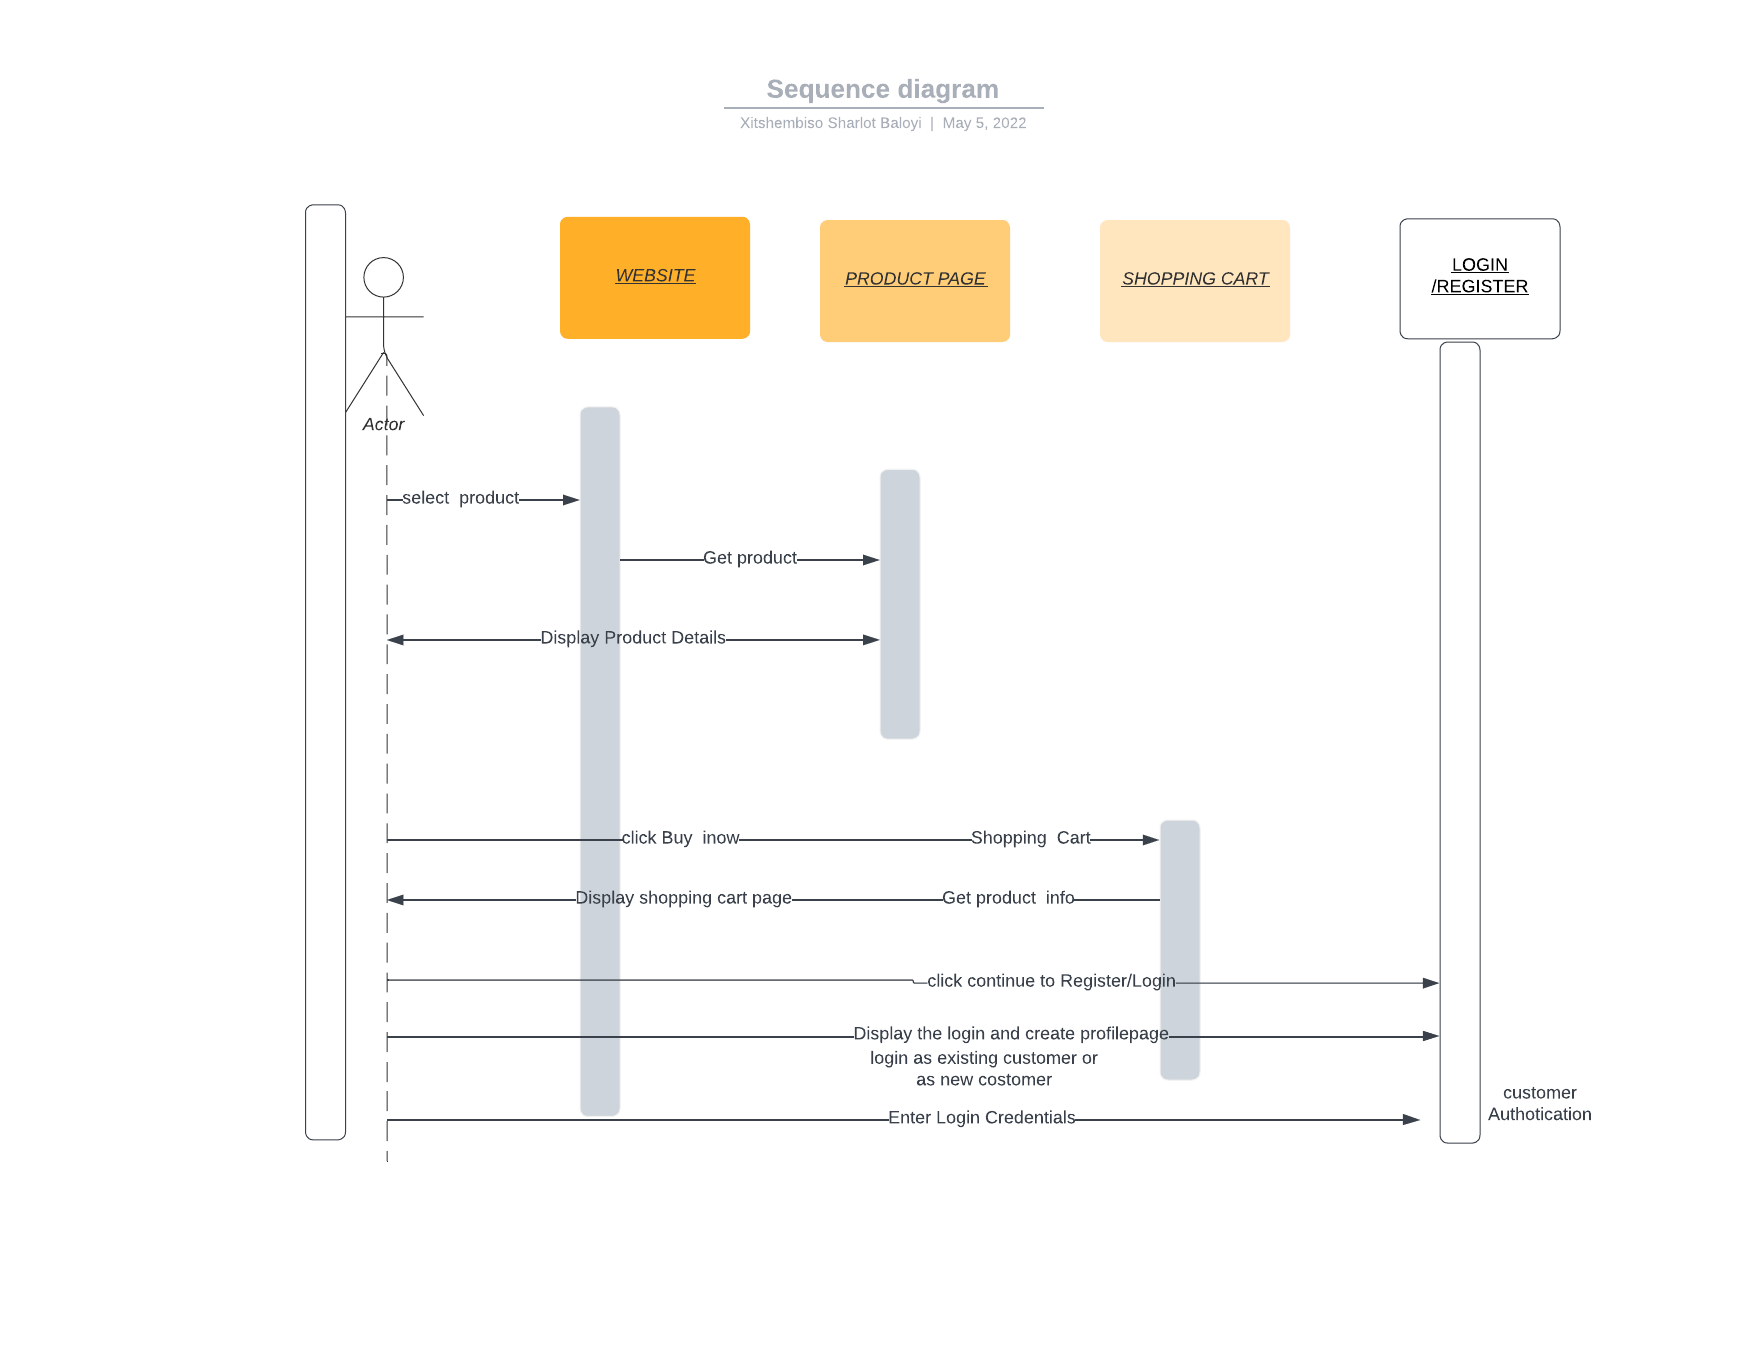 Sequence diagram
Xitshembiso Sharlot Baloyi | May 5, 2022
WEBSITE
PRODUCT PAGE
SHOPPING CART
LOGIN
/REGISTER
Actor
select product
Get product
Display Product Details
click Buy inow
Shopping Cart
Display shopping cart page
Get product info
click continue to Register/Login
Display the login and create profilepage
login as existing customer or
as new costomer
customer
Authotication
Enter Login Credentials